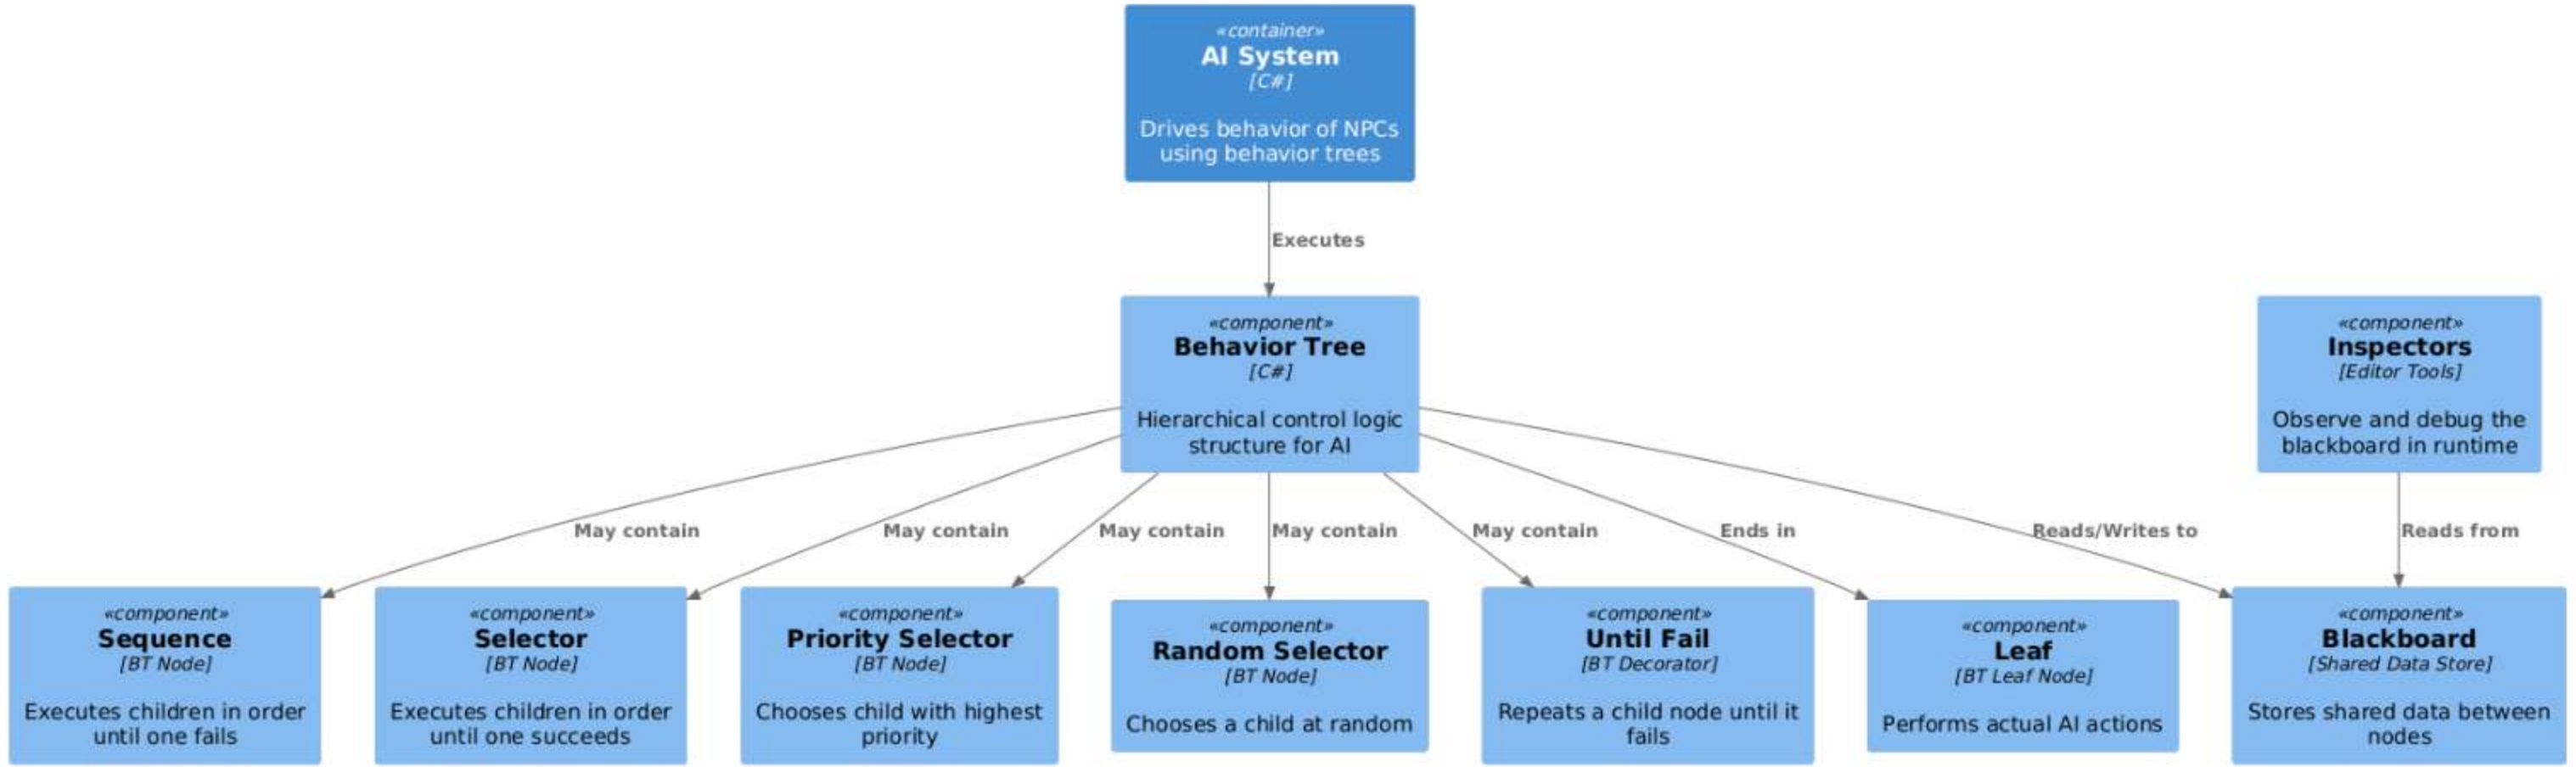 «container»
AI System
[C#]
Drives behavior of NPCs
using behavior trees
Executes
«component»
Behavior Tree
[C#]
Hierarchical control logic
structure for AI
«component»
Inspectors
[Editor Tools]
Observe and debug the
blackboard in runtime
May contain
May contain
May contain
May contain
May contain
Ends in
Reads/Writes to
Reads from
«component»
Sequence
[BT Node]
Executes children in order
until one fails
«component»
Selector
[BT Node]
Executes children in order
until one succeeds
«component»
Priority Selector
[BT Node]
Chooses child with highest
priority
«component»
Random Selector
[BT Node]
Chooses a child at random
«component»
Until Fail
[BT Decorator]
Repeats a child node until it
fails
«component»
Leaf
[BT Leaf Node]
Performs actual AI actions
«component»
Blackboard
[Shared Data Store]
Stores shared data between
nodes